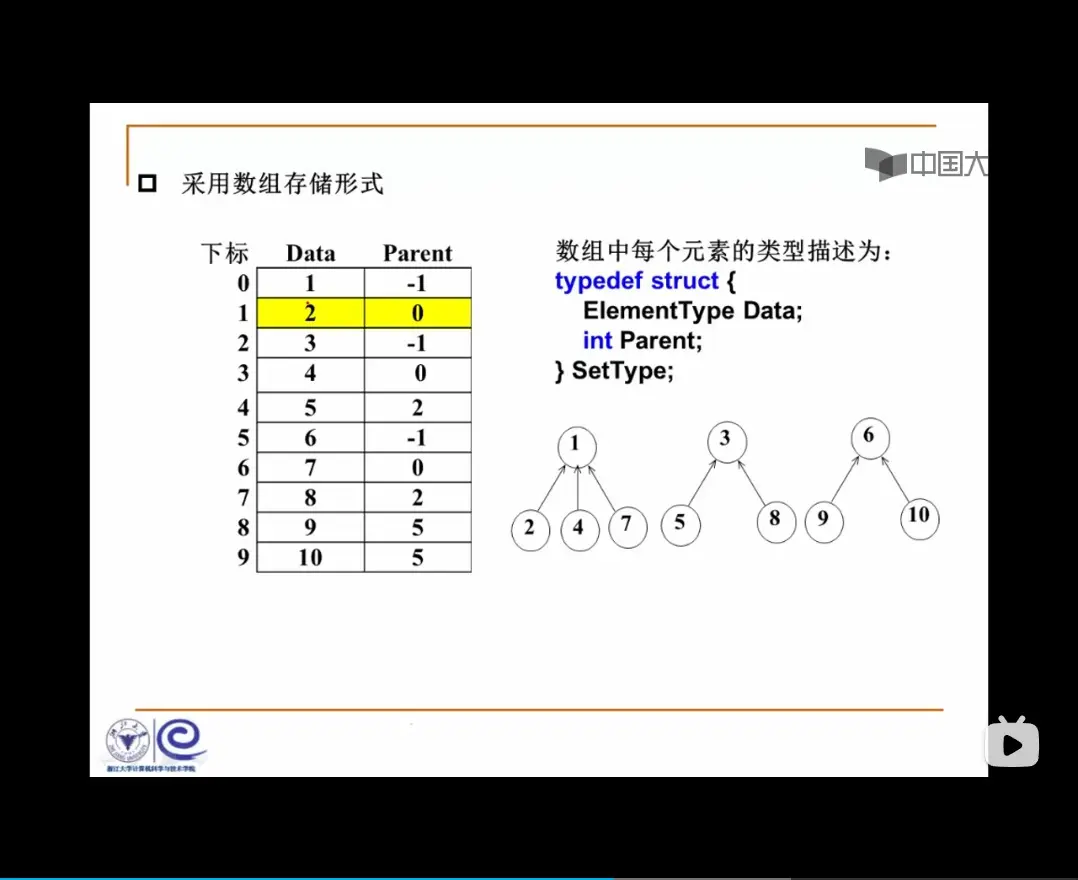 中国大
采用数组存储形式
下标 Data Parent
0 1 -1
1 2 0
2 3 -1
3 4 0
4 5 2
5 6 -1
6 7 0
7 8 2
8 9 5
9 10 5
数组中每个元素的类型描述为：
typedef struct {
ElementType Data;
int Parent;
} SetType;
1 3 6
2 4 7 5 8 9 10
浙江大学计算机科学与技术学院